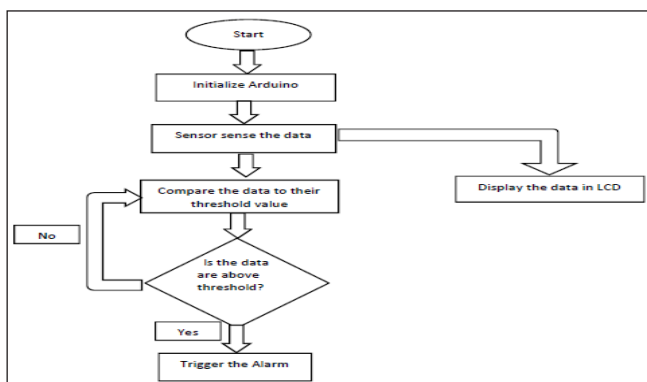 Start
Initialize Arduino
Sensor sense the data
Display the data in LCD
Compare the data to their
threshold value
No
Is the data
are above
threshold?
Yes
Trigger the Alarm